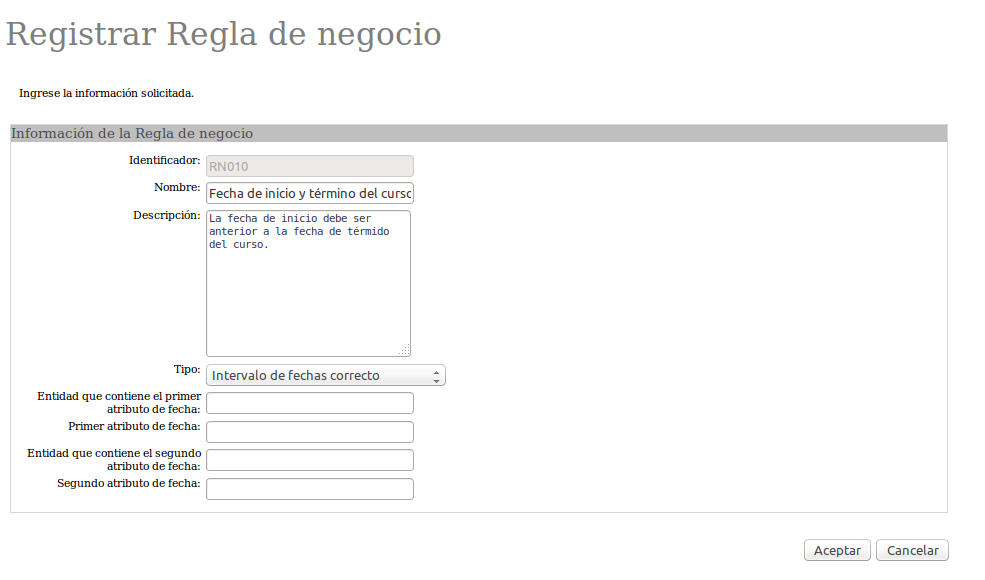 Registrar Regla de negocio
Ingrese la información solicitada.
Información de la Regla de negocio
Identificador: RN010
Nombre: Fecha de inicio y término del curso
Descripción: La fecha de inicio debe ser
anterior a la fecha de térmido
del curso.
Tipo: Intervalo de fechas correcto
Entidad que contiene el primer
atributo de fecha:
Primer atributo de fecha:
Entidad que contiene el segundo
atributo de fecha:
Segundo atributo de fecha:
Aceptar Cancelar